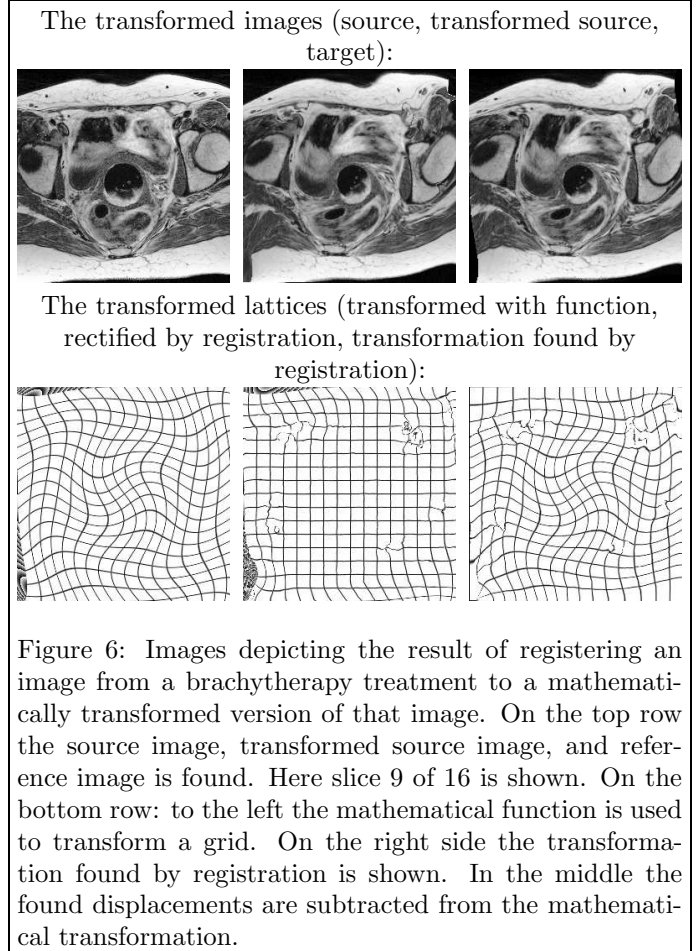 The transformed images (source, transformed source,
target):
The transformed lattices (transformed with function,
rectified by registration, transformation found by
registration):
Figure 6: Images depicting the result of registering an
image from a brachytherapy treatment to a mathemati-
cally transformed version of that image. On the top row
the source image, transformed source image, and refer-
ence image is found. Here slice 9 of 16 is shown. On the
bottom row: to the left the mathematical function is used
to transform a grid. On the right side the transforma-
tion found by registration is shown. In the middle the
found displacements are subtracted from the mathemati-
cal transformation.